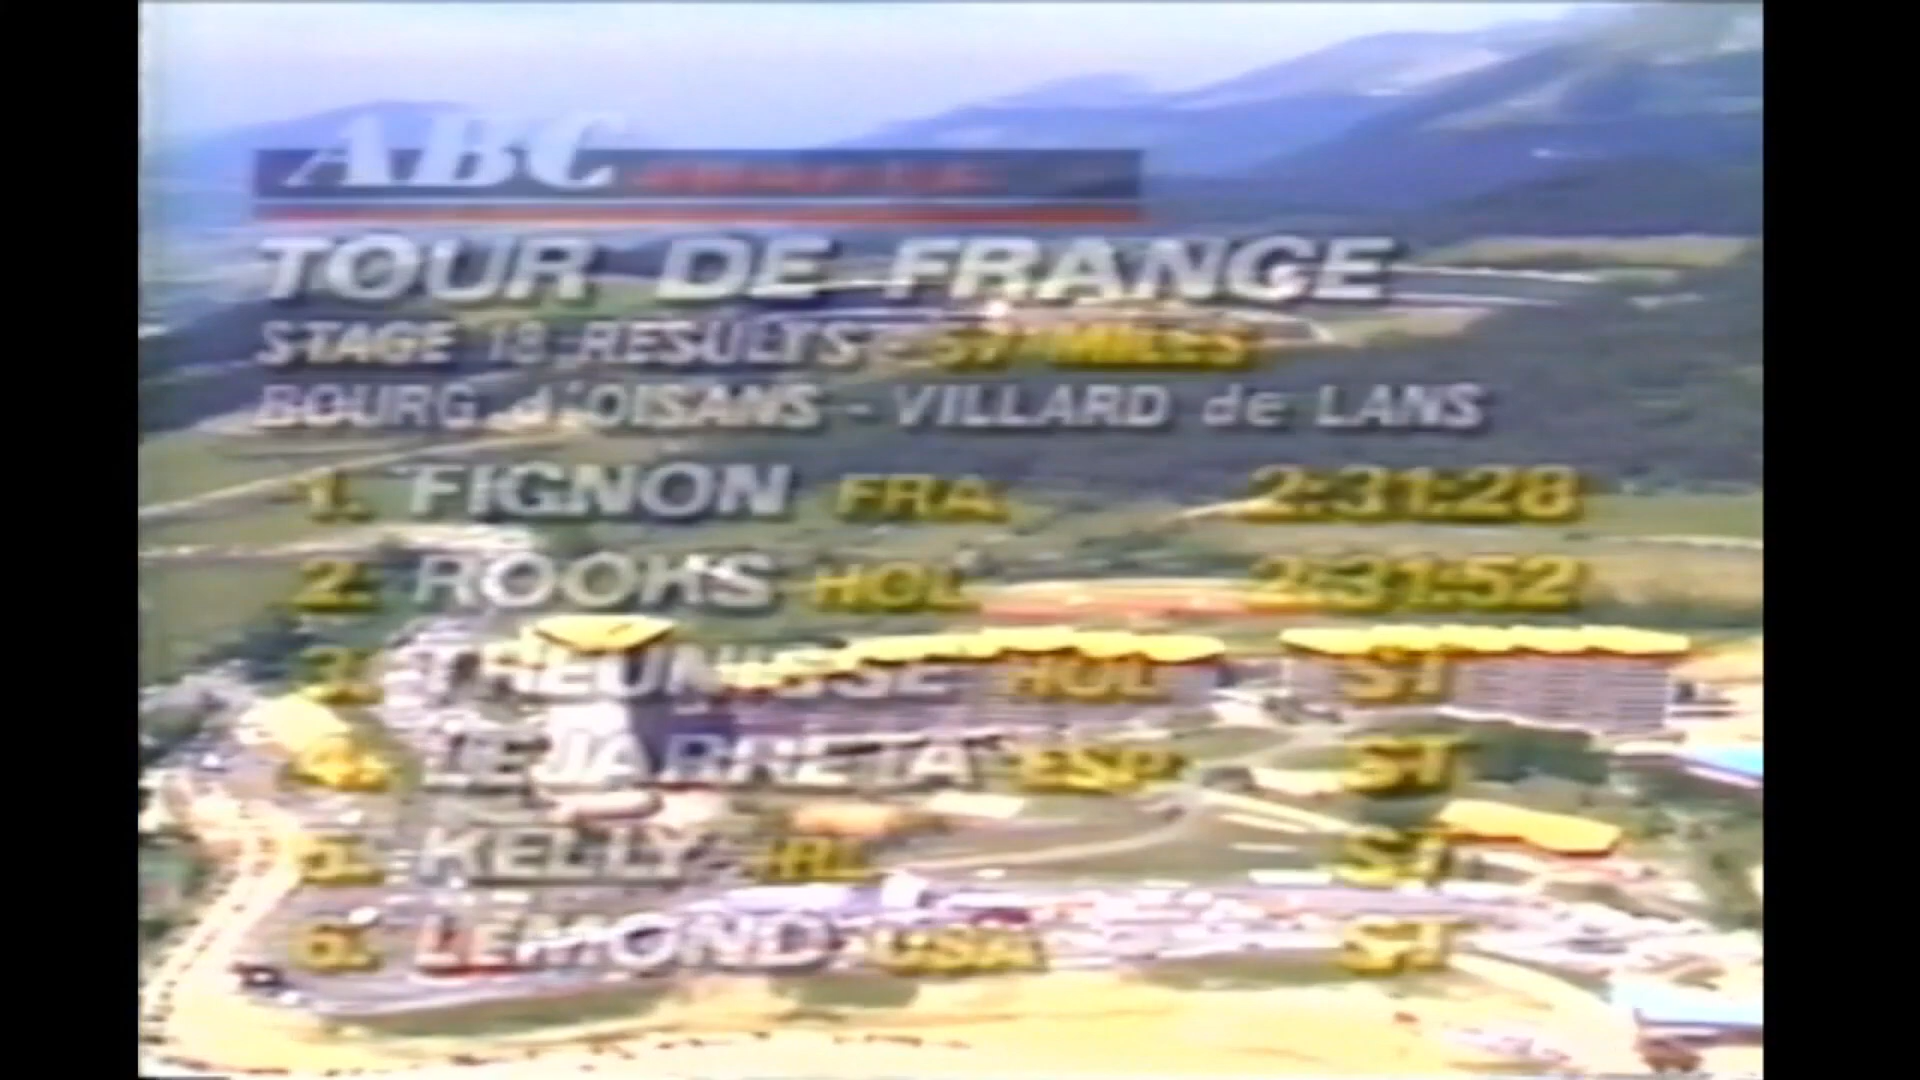 ABC
TOUR DE FRANCE
STAGE 18 RESULTS - 57 MILES
BOURG d'OISANS - VILLARD de LANS
1. FIGNON FRA 2:31:28
2. ROOKS HOL 2:31:52
3. THEUNISSE HOL ST
4. LEJARRETA ESP ST
5. KELLY IRL ST
6. LEMOND USA ST